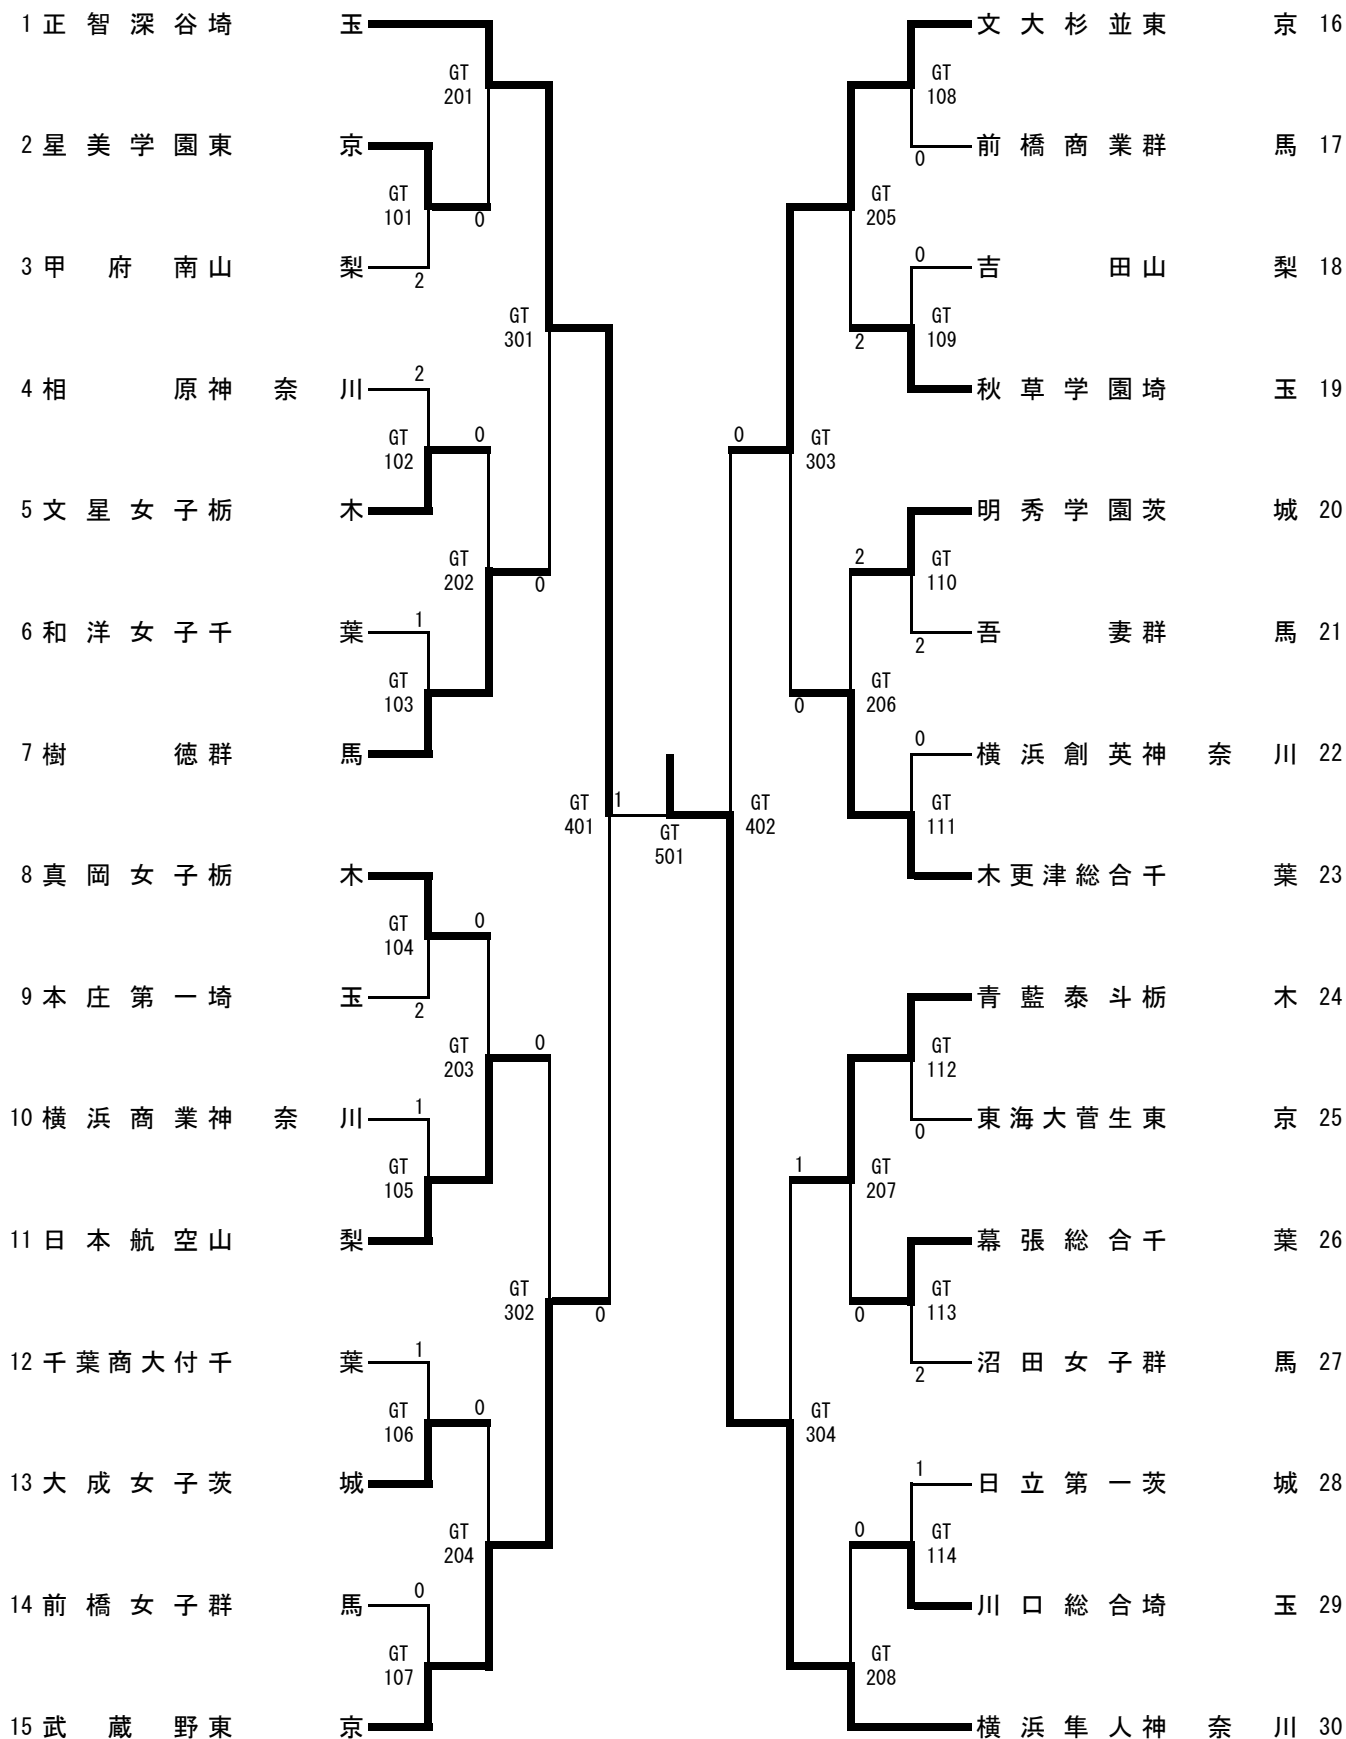 1 正智深谷 埼玉
GT 201
2 星美学園 東京
GT 101
0
3 甲府南 山梨
2
GT 301
4 相原 神奈川
2
GT 102
0
5 文星女子 栃木
GT 202
0
6 和洋女子 千葉
1
GT 103
7 樹徳 群馬
GT 401
1
8 真岡女子 栃木
GT 104
0
9 本庄第一 埼玉
2
GT 203
0
10 横浜商業 神奈川
1
GT 105
11 日本航空 山梨
GT 302
0
12 千葉商大付 千葉
1
GT 106
0
13 大成女子 茨城
GT 204
14 前橋女子 群馬
0
GT 107
15 武蔵野 東京
GT 501
文大杉並 東京 16
GT 108
前橋商業 群馬 17
0
GT 205
吉田 山梨 18
0
GT 109
2
秋草学園 埼玉 19
0
GT 303
明秀学園 茨城 20
2
GT 110
吾妻 群馬 21
2
GT 206
0
横浜創英 神奈川 22
0
GT 111
木更津総合 千葉 23
GT 402
青藍泰斗 栃木 24
GT 112
東海大菅生 東京 25
0
1
GT 207
幕張総合 千葉 26
GT 113
0
沼田女子 群馬 27
2
GT 304
日立第一 茨城 28
1
GT 114
0
川口総合 埼玉 29
GT 208
横浜隼人 神奈川 30